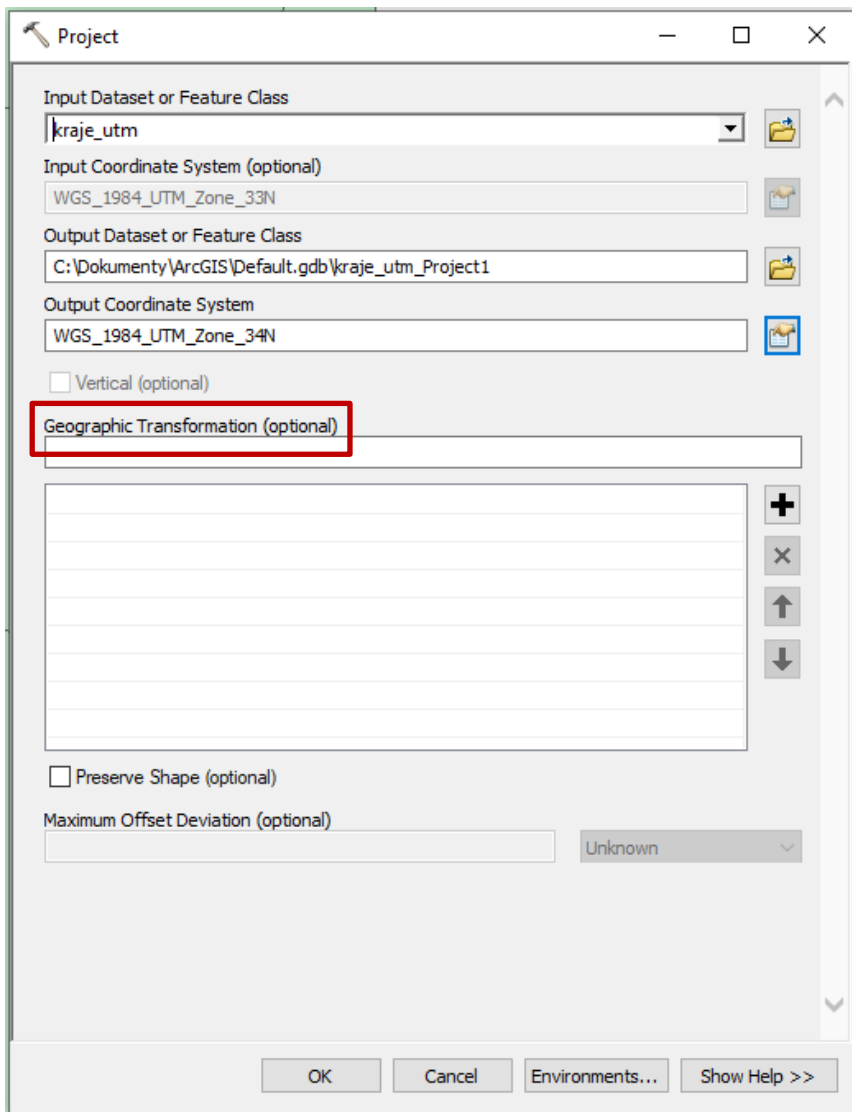 Project
Input Dataset or Feature Class
kraje_utm
Input Coordinate System (optional)
WGS_1984_UTM_Zone_33N
Output Dataset or Feature Class
C:\Dokumenty\ArcGIS\Default.gdb\kraje_utm_Project1
Output Coordinate System
WGS_1984_UTM_Zone_34N
Vertical (optional)
Geographic Transformation (optional)
Preserve Shape (optional)
Maximum Offset Deviation (optional)
Unknown
OK Cancel Environments... Show Help >>